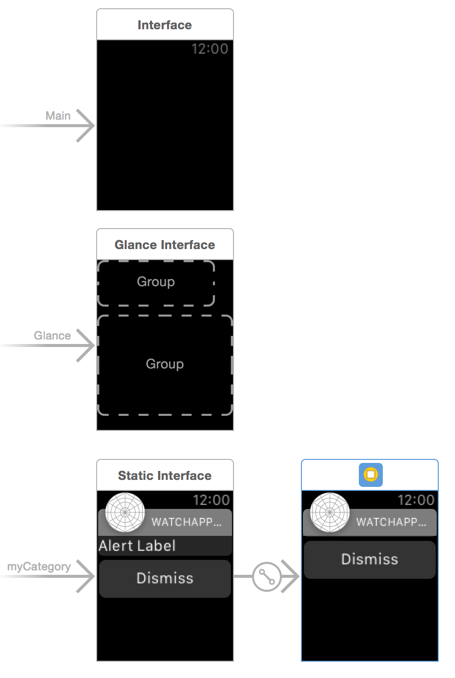 Interface
12:00
Main
Glance Interface
Group
Glance
Group
Static Interface
12:00
12:00
WATCHAPP...
WATCHAPP...
Alert Label
Dismiss
myCategory
Dismiss